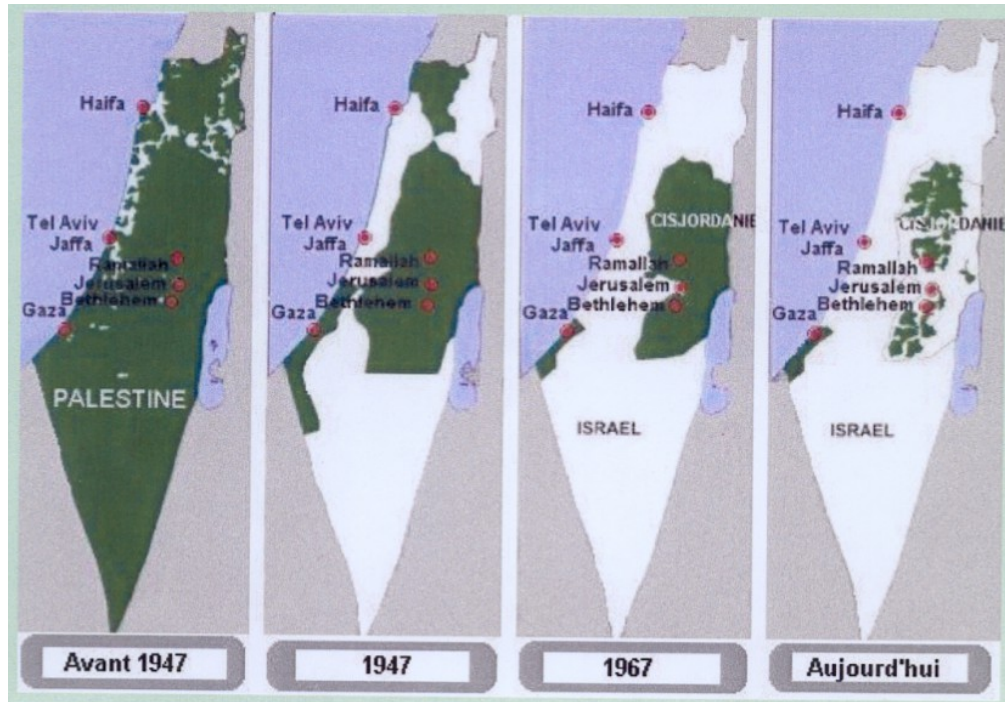 Haifa
Tel Aviv
Jaffa
Ramallah
Jerusalem
Bethlehem
Gaza
PALESTINE
Avant 1947
Haifa
Tel Aviv
Jaffa
Ramallah
Jerusalem
Bethlehem
Gaza
1947
Haifa
CISJORDANIE
Tel Aviv
Jaffa
Ramallah
Jerusalem
Bethlehem
Gaza
ISRAEL
1967
Haifa
CISJORDANIE
Tel Aviv
Jaffa
Ramallah
Jerusalem
Bethlehem
Gaza
ISRAEL
Aujourd'hui